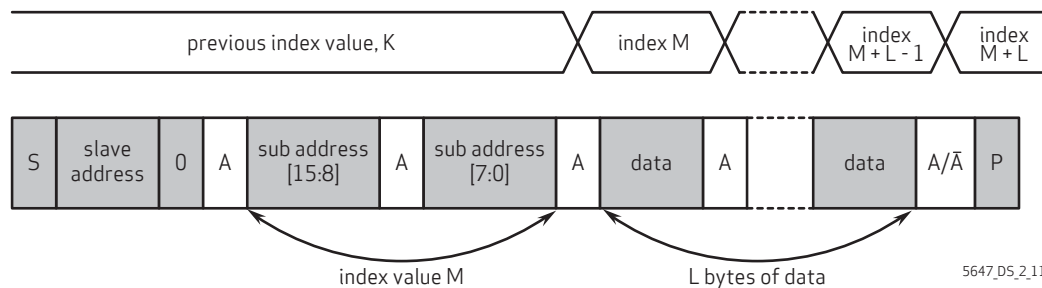 previous index value, K
index M
index
M + L - 1
index
M + L
S
slave
address
0
A
sub address
[15:8]
A
sub address
[7:0]
A
data
A
data
A/Ā
P
index value M
L bytes of data
5647_DS_2_11